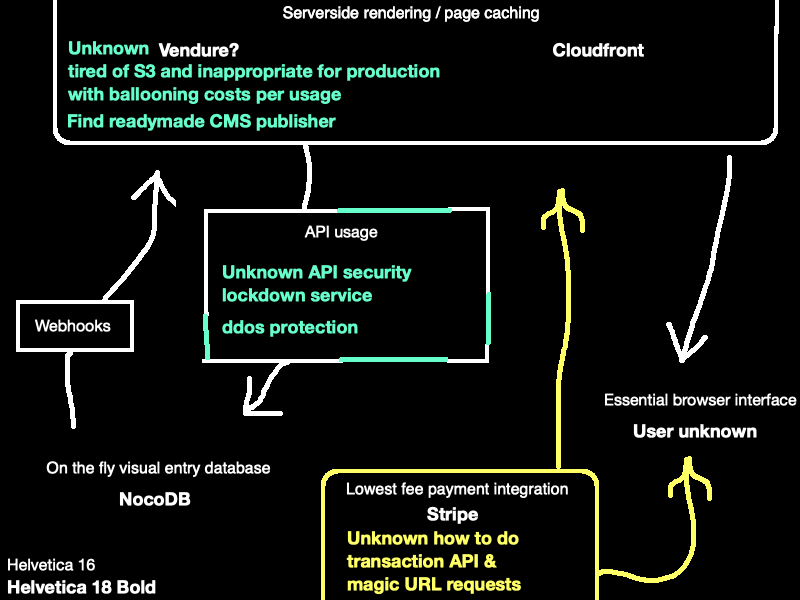 Serverside rendering / page caching
Unknown Vendure?
Cloudfront
tired of S3 and inappropriate for production
with ballooning costs per usage
Find readymade CMS publisher
API usage
Unknown API security
lockdown service
ddos protection
Webhooks
Essential browser interface
User unknown
On the fly visual entry database
NocoDB
Lowest fee payment integration
Stripe
Unknown how to do
transaction API &
magic URL requests
Helvetica 16
Helvetica 18 Bold